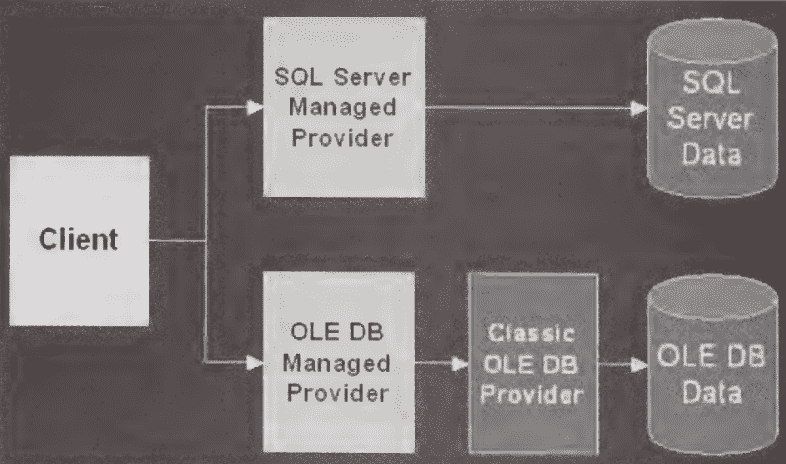 Client
SQL Server
Managed
Provider
SQL
Server
Data
OLE DB
Managed
Provider
Classic
OLE DB
Provider
OLE DB
Data